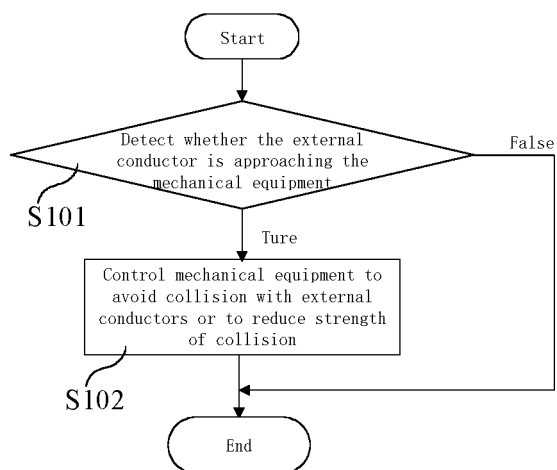 Start
Detect whether the external
conductor is approaching the
mechanical equipment
False
S101
Ture
Control mechanical equipment to
avoid collision with external
conductors or to reduce strength
of collision
S102
End